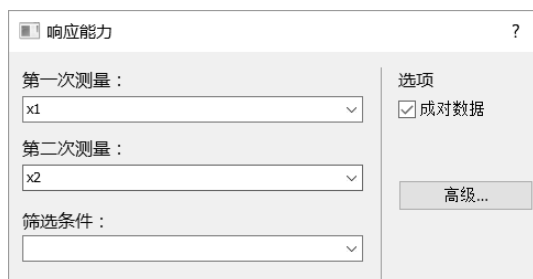 响应能力 ?
第一次测量：
x1
第二次测量：
x2
筛选条件：
选项
成对数据
高级...